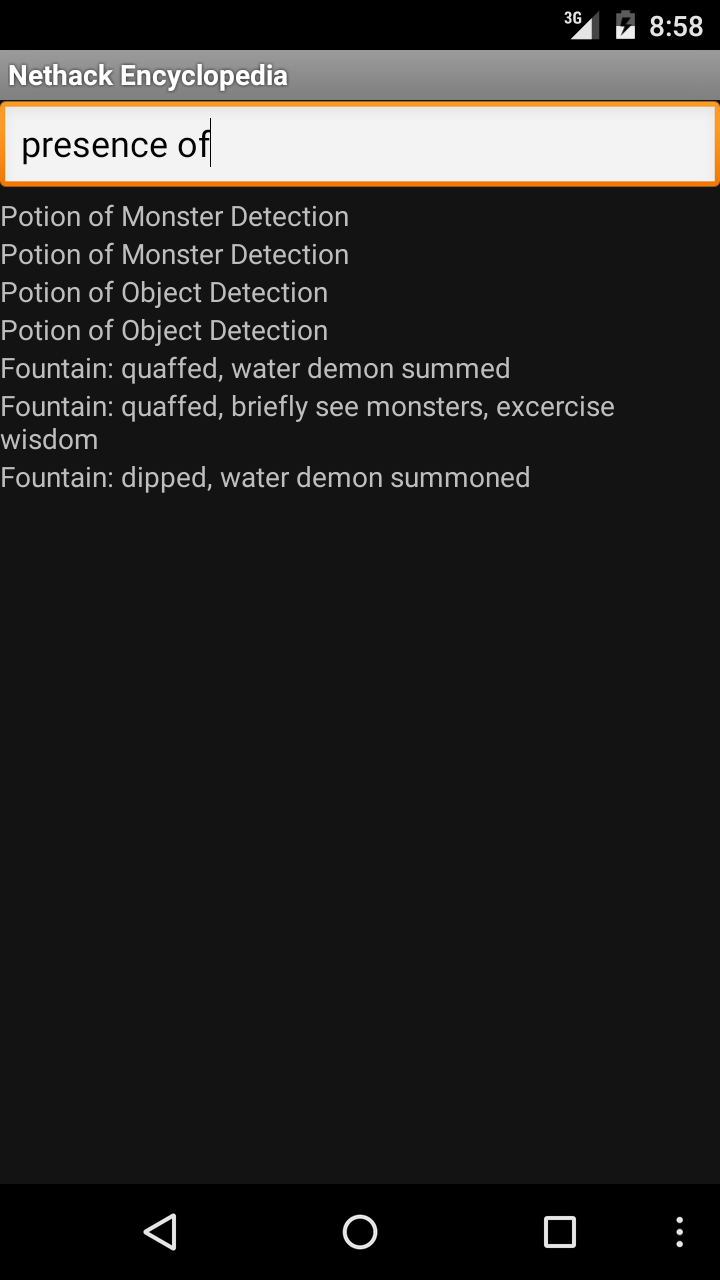 3G 8:58
Nethack Encyclopedia
presence of
Potion of Monster Detection
Potion of Monster Detection
Potion of Object Detection
Potion of Object Detection
Fountain: quaffed, water demon summed
Fountain: quaffed, briefly see monsters, excercise
wisdom
Fountain: dipped, water demon summoned